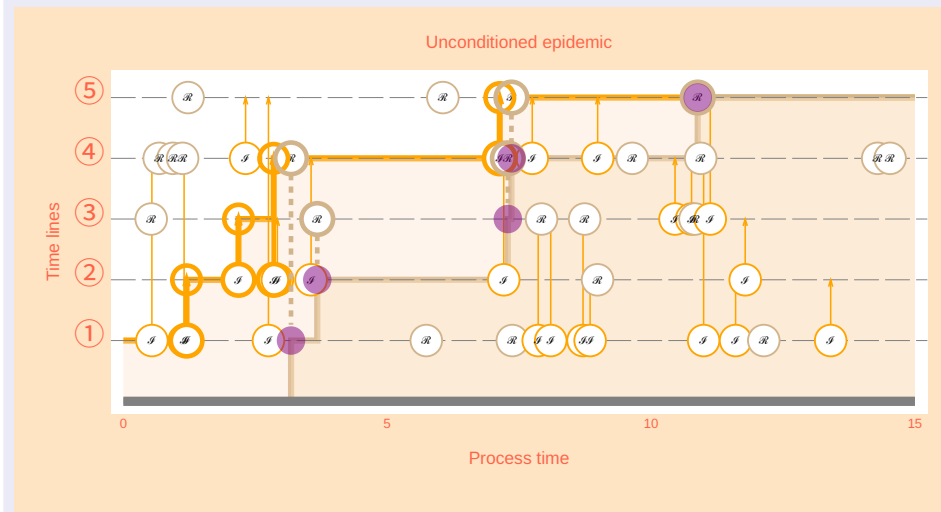 Unconditioned epidemic
Time lines
⑤
④
③
②
①
0 5 10 15
Process time